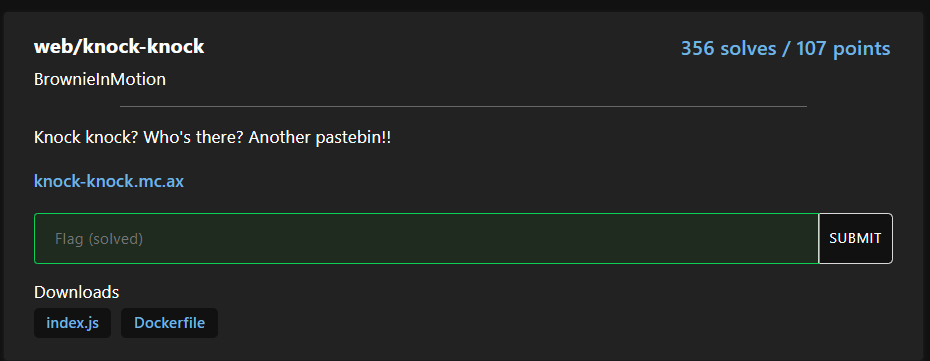 web/knock-knock
356 solves / 107 points
BrownieInMotion
Knock knock? Who's there? Another pastebin!!
knock-knock.mc.ax
Flag (solved)
SUBMIT
Downloads
index.js
Dockerfile